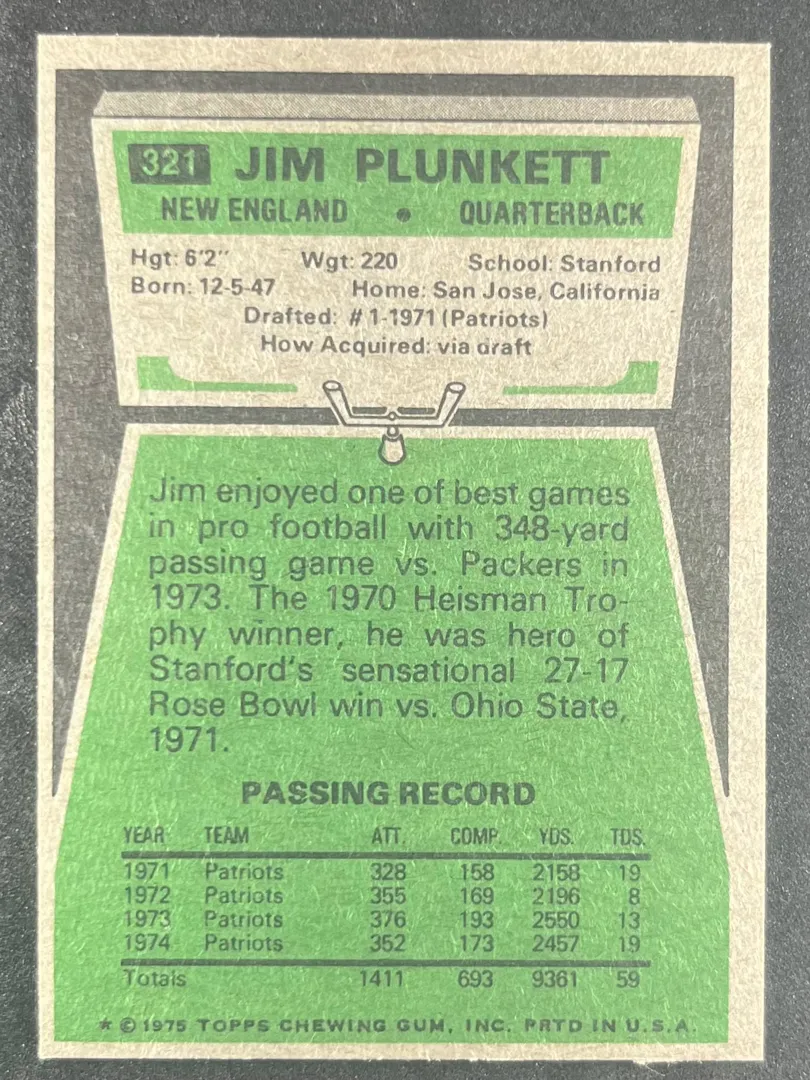 321 JIM PLUNKETT
NEW ENGLAND • QUARTERBACK
Hgt: 6'2" Wgt: 220 School: Stanford
Born: 12-5-47 Home: San Jose, California
Drafted: #1-1971 (Patriots)
How Acquired: via draft
Jim enjoyed one of best games
in pro football with 348-yard
passing game vs. Packers in
1973. The 1970 Heisman Tro-
phy winner, he was hero of
Stanford's sensational 27-17
Rose Bowl win vs. Ohio State,
1971.
PASSING RECORD
YEAR TEAM ATT. COMP. YDS. TDS.
1971 Patriots 328 158 2158 19
1972 Patriots 355 169 2196 8
1973 Patriots 376 193 2550 13
1974 Patriots 352 173 2457 19
Totals 1411 693 9361 59
* © 1975 TOPPS CHEWING GUM, INC. PRTD IN U.S.A.